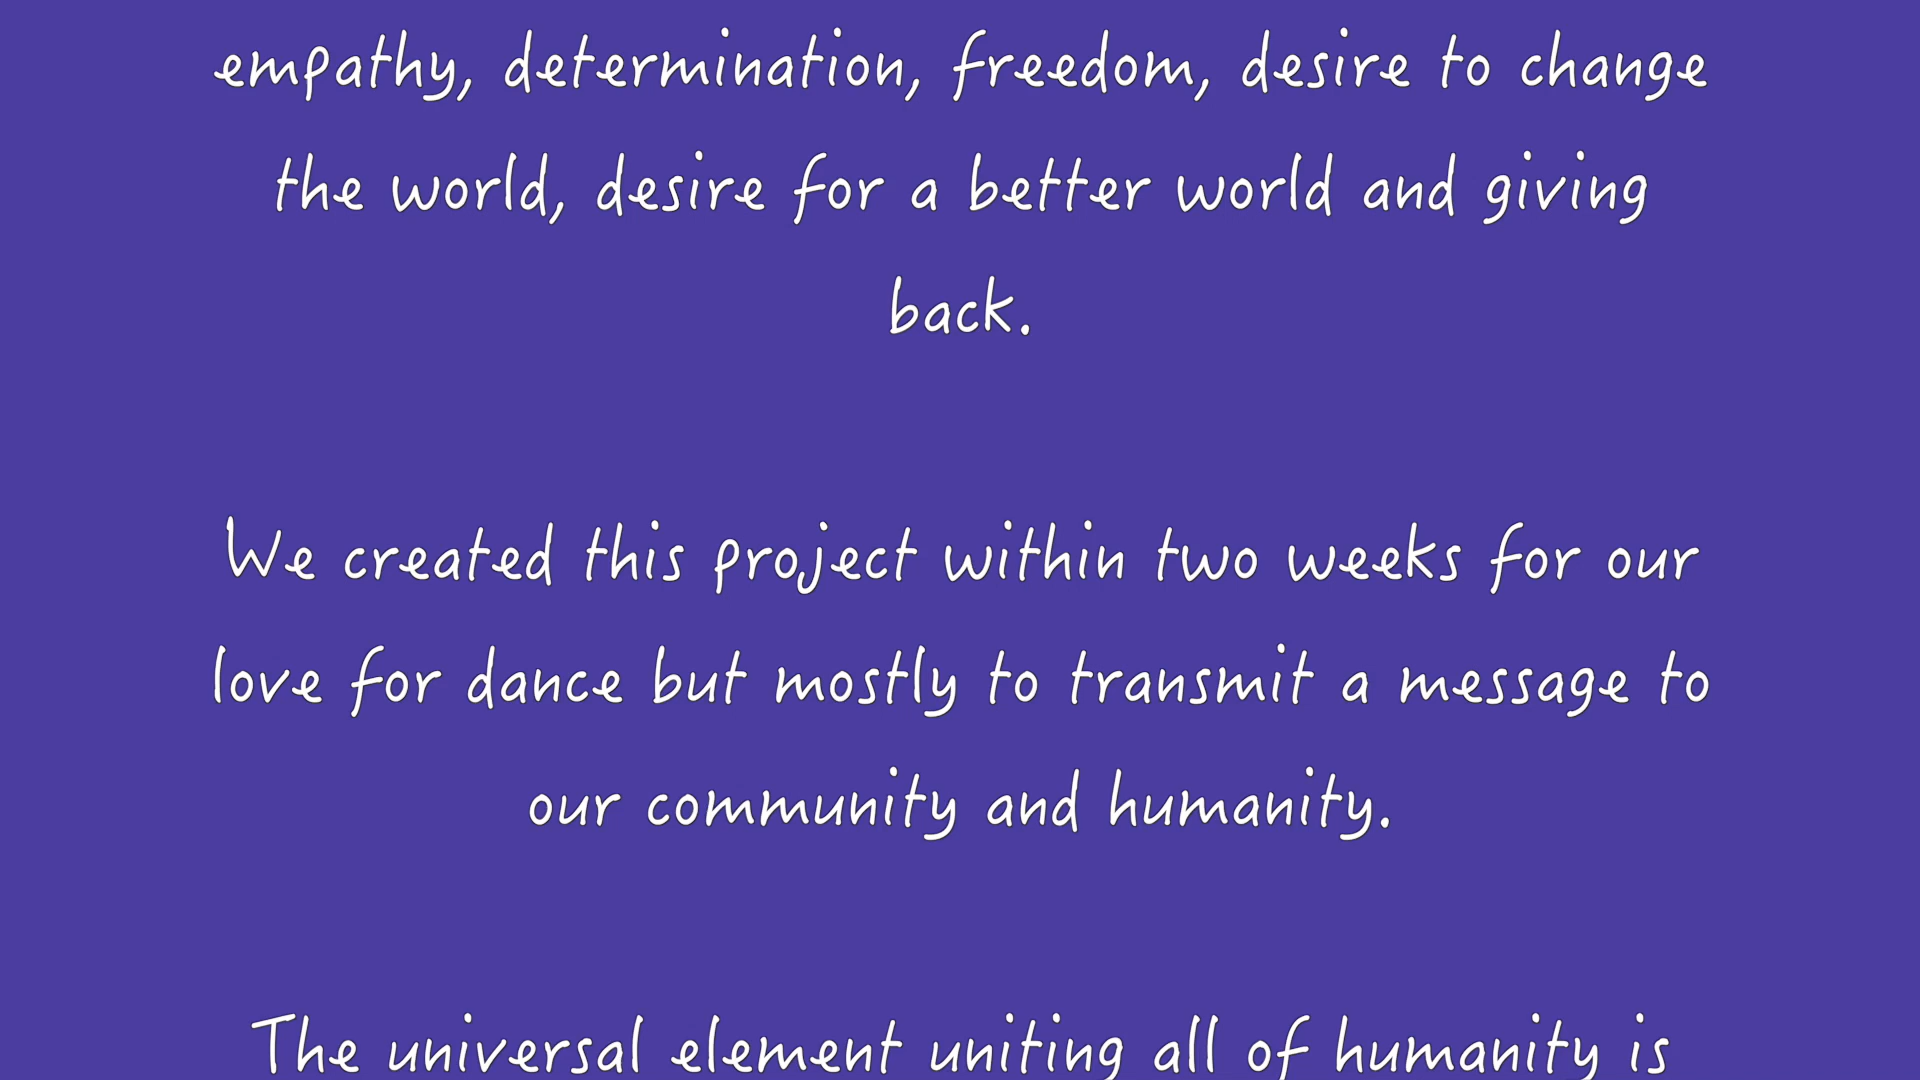 empathy, determination, freedom, desire to change
the world, desire for a better world and giving
back.
We created this project within two weeks for our
love for dance but mostly to transmit a message to
our community and humanity.
The universal element uniting all of humanity is